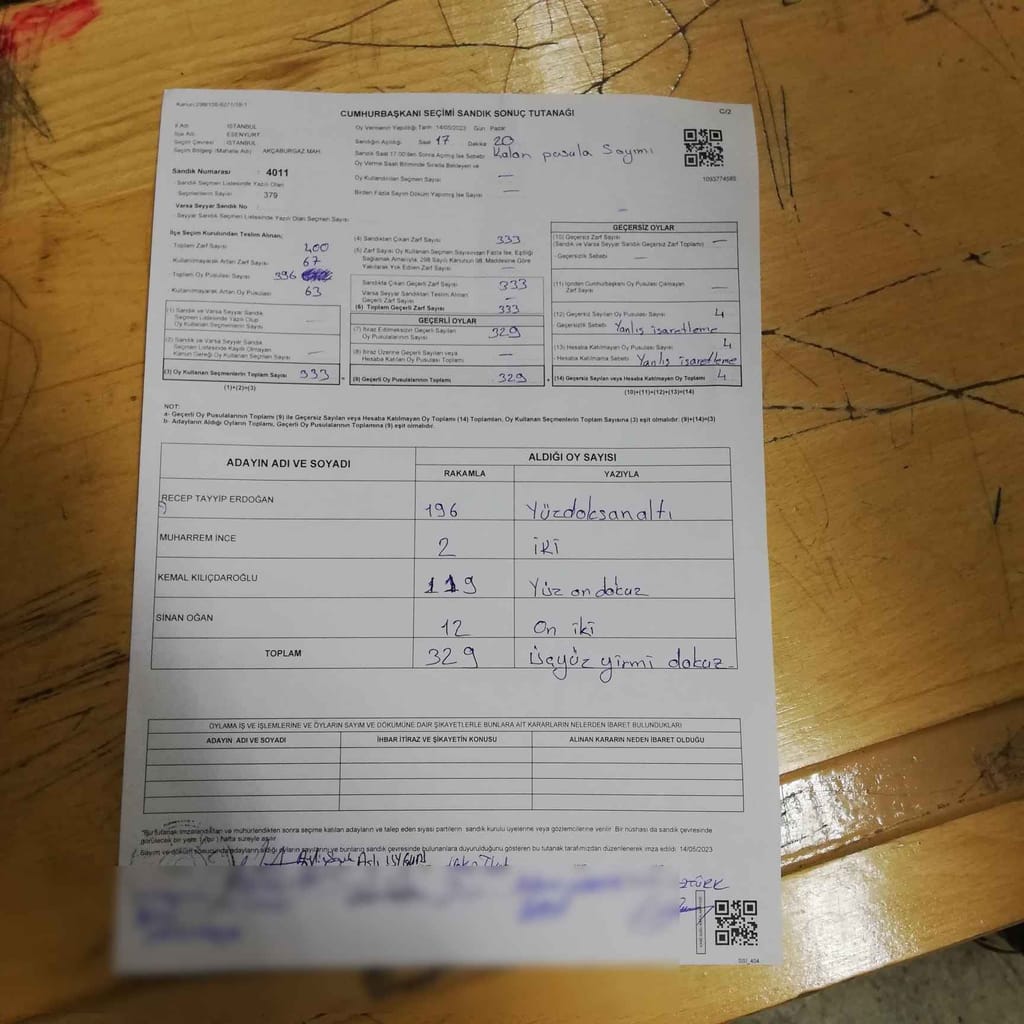 CUMHURBAŞKANI SEÇİMİ SANDIK SONUÇ TUTANAĞI
C/2
İl Adı: İSTANBUL
İlçe Adı: ESENYURT
Seçim Çevresi: İSTANBUL
Seçim Bölgesi (Mahalle Adı) AKÇABURGAZ MAH.
Sandık Numarası : 4011
Sandık Seçmen Listesinde Yazılı Olan
Seçmenlerin Sayısı : 379
Varsa Seyyar Sandık No :
Seyyar Sandık Seçmen Listesinde Yazılı Olan Seçmen Sayısı
Oy Vermenin Yapıldığı Tarih: 14/05/2023 Gün: Pazar
Sandığın Açıldığı Saat 17 Dakika 20
Sandık Saat 17:00'den Sonra Açılmış İse Sebebi Kalan pusula Sayımı
Oy Verme Saati Bitiminde Sırada Bekleyen ve
Oy Kullandırılan Seçmen Sayısı —
Birden Fazla Sayım Döküm Yapılmış İse Sayısı —
1093774585
İlçe Seçim Kurulundan Teslim Alınan;
Toplam Zarf Sayısı 400
Kullanılmayarak Artan Zarf Sayısı 67
Toplam Oy Pusulası Sayısı 396
Kullanılmayarak Artan Oy Pusulası 63
(1) Sandık ve Varsa Seyyar Sandık
Seçmen Listesinde Yazılı Olup
Oy Kullanan Seçmenlerin Sayısı —
(2) Sandık ve Varsa Seyyar Sandık
Seçmen Listesinde Kayıtlı Olmayan
Kanun Gereği Oy Kullanan Seçmen Sayısı —
(3) Oy Kullanan Seçmenlerin Toplam Sayısı 333
(1)+(2)=(3)
(4) Sandıktan Çıkan Zarf Sayısı 333
(5) Zarf Sayısı Oy Kullanan Seçmen Sayısından Fazla İse, Eşitliği
Sağlamak Amacıyla, 298 Sayılı Kanunun 98. Maddesine Göre
Yakılarak Yok Edilen Zarf Sayısı —
Sandıkta Çıkan Geçerli Zarf Sayısı 333
Varsa Seyyar Sandıktan Teslim Alınan
Geçerli Zarf Sayısı —
(6) Toplam Geçerli Zarf Sayısı 333
GEÇERLİ OYLAR
(7) İtiraz Edilmeksizin Geçerli Sayılan
Oy Pusulası Sayısı 329
(8) İtiraz Üzerine Geçerli Sayılan veya
Hesaba Katılan Oy Pusulası Toplamı —
(9) Geçerli Oy Pusulalarının Toplamı 329
GEÇERSİZ OYLAR
(10) Geçersiz Zarf Sayısı
(Sandık ve Varsa Seyyar Sandık Geçersiz Zarf Toplamı) —
- Geçersizlik Sebebi —
(11) İçinden Cumhurbaşkanı Oy Pusulası Çıkmayan
Zarf Sayısı —
(12) Geçersiz Sayılan Oy Pusulası Sayısı 4
Geçersizlik Sebebi Yanlış işaretleme
(13) Hesaba Katılmayan Oy Pusulası Sayısı 4
- Hesaba Katılmama Sebebi Yanlış işaretleme
(14) Geçersiz Sayılan veya Hesaba Katılmayan Oy Toplamı 4
(10)+(11)+(12)+(13)=(14)
NOT:
a- Geçerli Oy Pusulalarının Toplamı (9) ile Geçersiz Sayılan veya Hesaba Katılmayan Oy Toplamı (14) Toplamları, Oy Kullanan Seçmenlerin Toplam Sayısına (3) eşit olmalıdır. (9)+(14)=(3)
b- Adayların Aldığı Oyların Toplamı, Geçerli Oy Pusulalarının Toplamına (9) eşit olmalıdır.
ADAYIN ADI VE SOYADI ALDIĞI OY SAYISI
RAKAMLA YAZIYLA
RECEP TAYYİP ERDOĞAN 196 Yüzdoksanaltı
MUHARREM İNCE 2 iki
KEMAL KILIÇDAROĞLU 119 Yüz on dokuz
SİNAN OĞAN 12 On iki
TOPLAM 329 Üçyüz yirmi dokuz
OYLAMA İŞ VE İŞLEMLERİNE VE OYLARIN SAYIM VE DÖKÜMÜNE DAİR ŞİKAYETLERLE BUNLARA AİT KARARLARIN NELERDEN İBARET BULUNDUKLARI
ADAYIN ADI VE SOYADI İHBAR İTİRAZ VE ŞİKAYETİN KONUSU ALINAN KARARIN NEDEN İBARET OLDUĞU
"Bu tutanak imzalandıktan ve mühürlendikten sonra seçime katılan adayların ve talep eden siyasi partilerin sandık kurulu üyelerine veya gözlemcilerine verilir. Bir nüshası da sandık çevresinde
görülecek bir yere (1 bir) hafta süreyle asılır
Sayım ve döküm sonucunda adayların aldığı oyların sayılarını ve bunların sandık çevresinde bulunanlara duyurulduğunu gösteren bu tutanak tarafımızdan düzenlenerek imza edildi. 14/05/2023
ZTÜRK